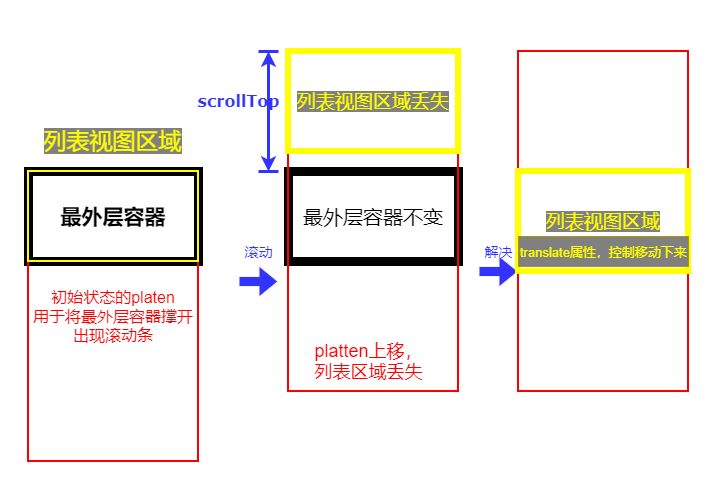 列表视图区域
最外层容器
初始状态的platen
用于将最外层容器撑开
出现滚动条
滚动
scrollTop
列表视图区域丢失
最外层容器不变
platten上移，
列表区域丢失
解决
列表视图区域
translate属性，控制移动下来